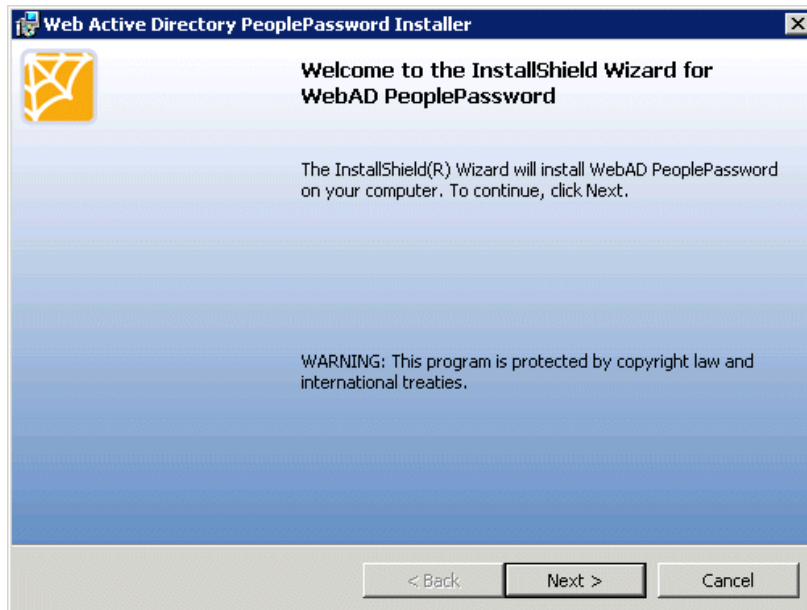 Web Active Directory PeoplePassword Installer
Welcome to the InstallShield Wizard for
WebAD PeoplePassword
The InstallShield(R) Wizard will install WebAD PeoplePassword
on your computer. To continue, click Next.
WARNING: This program is protected by copyright law and
international treaties.
< Back
Next >
Cancel